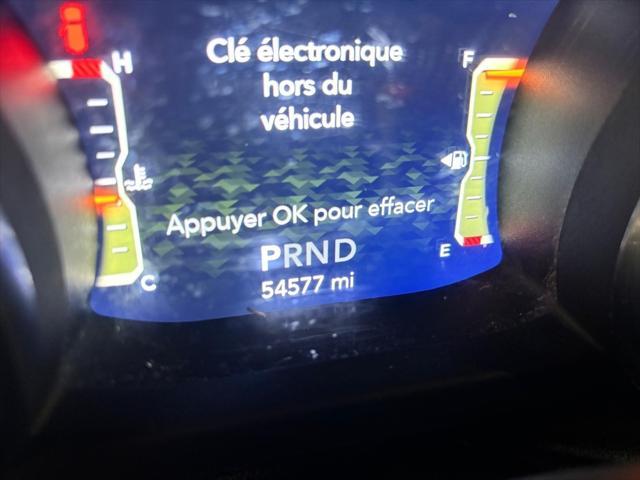 Clé électronique
hors du
véhicule
H
F
Appuyer OK pour effacer
C
E
PRND
54577 mi